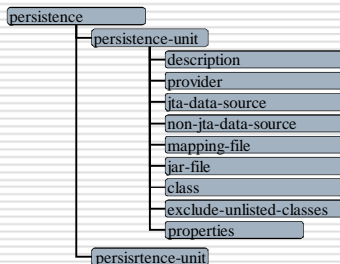 persistence
persistence-unit
description
provider
jta-data-source
non-jta-data-source
mapping-file
jar-file
class
exclude-unlisted-classes
properties
persisrtence-unit